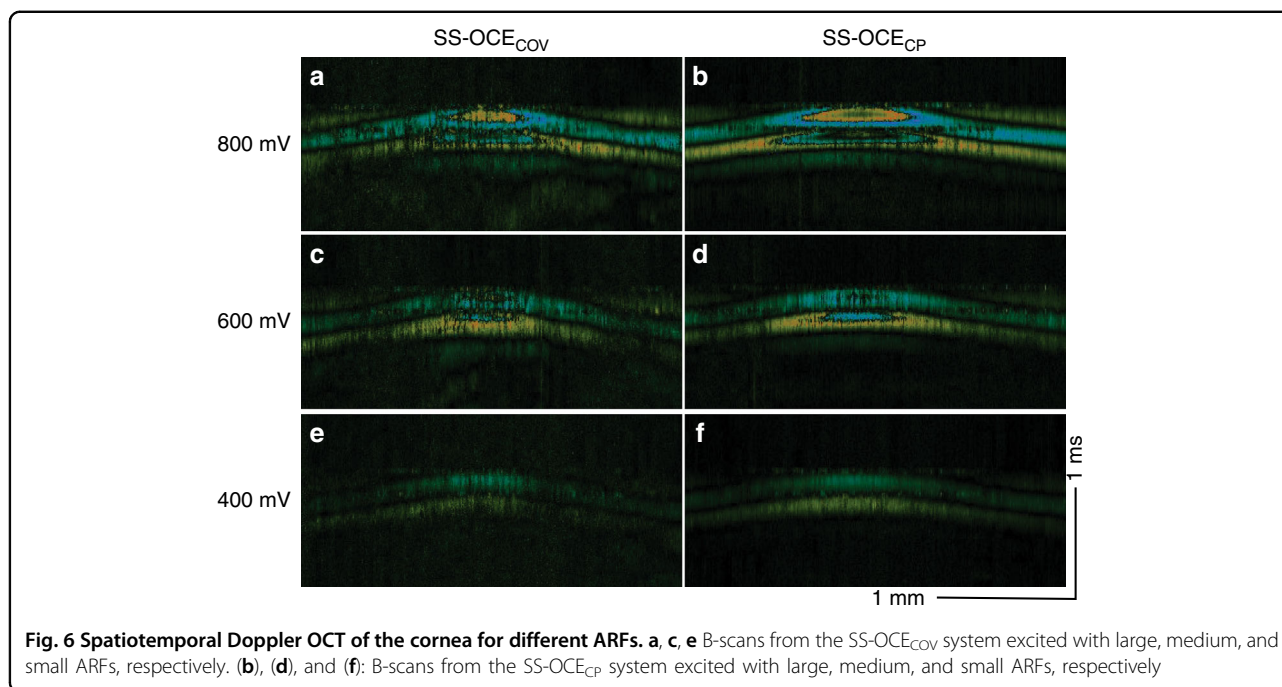 SS-OCE_COV SS-OCE_CP
a b
800 mV
c d
600 mV
e f
400 mV
1 ms
1 mm
Fig. 6 Spatiotemporal Doppler OCT of the cornea for different ARFs. a, c, e B-scans from the SS-OCE_COV system excited with large, medium, and
small ARFs, respectively. (b), (d), and (f): B-scans from the SS-OCE_CP system excited with large, medium, and small ARFs, respectively